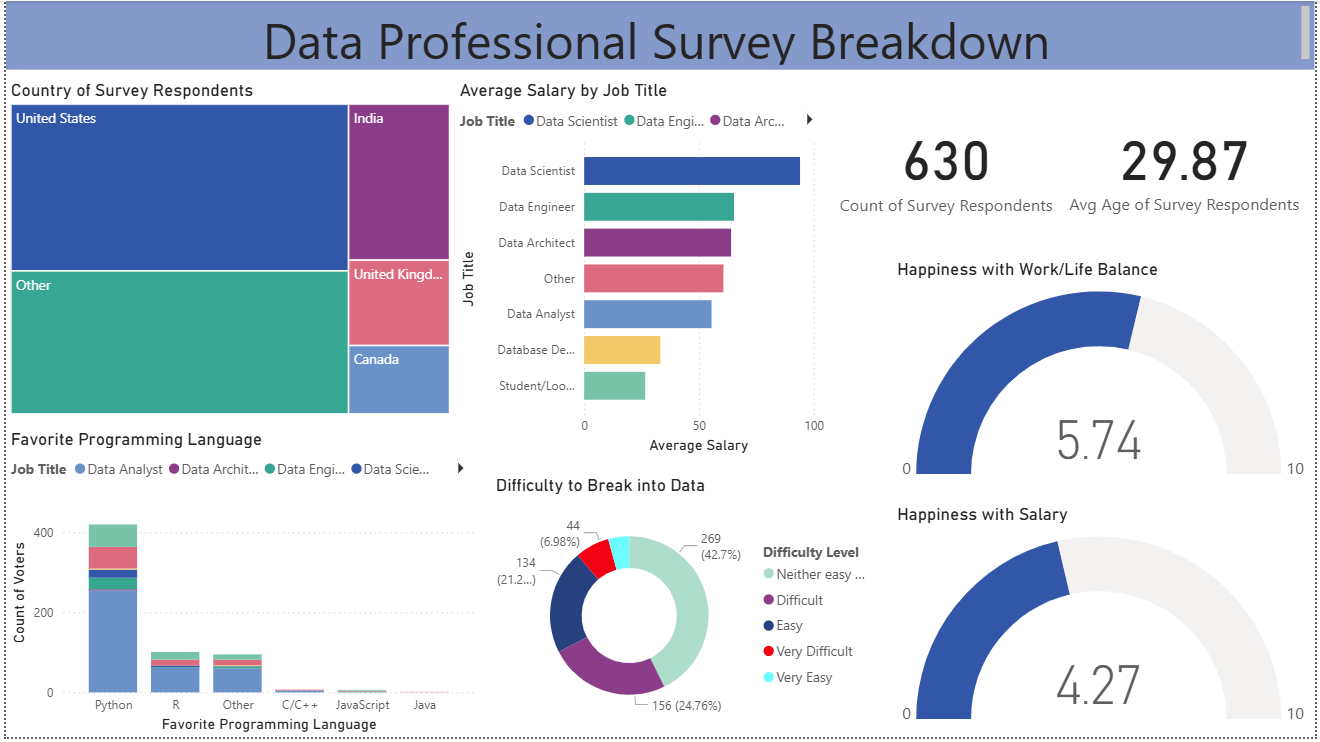 Data Professional Survey Breakdown
Country of Survey Respondents
United States
India
Other
United Kingd...
Canada
Average Salary by Job Title
Job Title Data Scientist Data Engi... Data Arc...
Job Title
Data Scientist
Data Engineer
Data Architect
Other
Data Analyst
Database De...
Student/Loo...
0 50 100
Average Salary
630
Count of Survey Respondents
29.87
Avg Age of Survey Respondents
Happiness with Work/Life Balance
5.74
0 10
Favorite Programming Language
Job Title Data Analyst Data Archit... Data Engi... Data Scie...
Count of Voters
400
200
0
Python R Other C/C++ JavaScript Java
Favorite Programming Language
Difficulty to Break into Data
44
(6.98%)
269
(42.7%)
134
(21.2...)
156 (24.76%)
Difficulty Level
Neither easy ...
Difficult
Easy
Very Difficult
Very Easy
Happiness with Salary
4.27
0 10